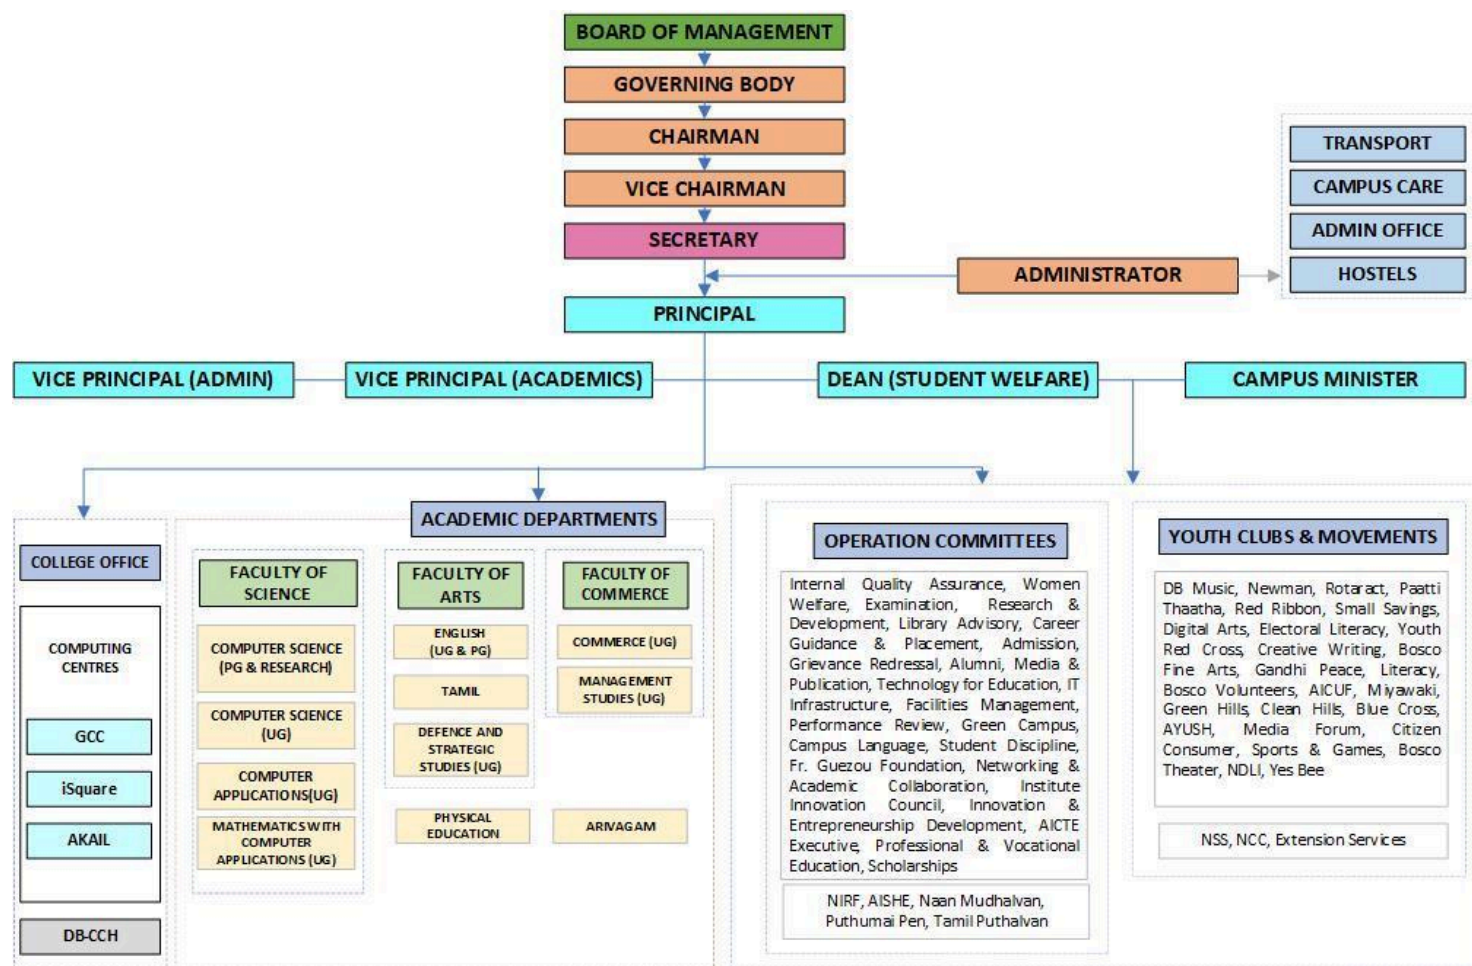 BOARD OF MANAGEMENT
GOVERNING BODY
CHAIRMAN
VICE CHAIRMAN
SECRETARY
ADMINISTRATOR
TRANSPORT
CAMPUS CARE
ADMIN OFFICE
HOSTELS
PRINCIPAL
VICE PRINCIPAL (ADMIN)
VICE PRINCIPAL (ACADEMICS)
DEAN (STUDENT WELFARE)
CAMPUS MINISTER
COLLEGE OFFICE
COMPUTING
CENTRES
GCC
iSquare
AKAIL
DB-CCH
ACADEMIC DEPARTMENTS
FACULTY OF
SCIENCE
COMPUTER SCIENCE
(PG & RESEARCH)
COMPUTER SCIENCE
(UG)
COMPUTER
APPLICATIONS(UG)
MATHEMATICS WITH
COMPUTER
APPLICATIONS (UG)
FACULTY OF
ARTS
ENGLISH
(UG & PG)
TAMIL
DEFENCE AND
STRATEGIC
STUDIES (UG)
PHYSICAL
EDUCATION
FACULTY OF
COMMERCE
COMMERCE (UG)
MANAGEMENT
STUDIES (UG)
ARIVAGAM
OPERATION COMMITTEES
Internal Quality Assurance, Women
Welfare, Examination, Research &
Development, Library Advisory, Career
Guidance & Placement, Admission,
Grievance Redressal, Alumni, Media &
Publication, Technology for Education, IT
Infrastructure, Facilities Management,
Performance Review, Green Campus,
Campus Language, Student Discipline,
Fr. Guezou Foundation, Networking &
Academic Collaboration, Institute
Innovation Council, Innovation &
Entrepreneurship Development, AICTE
Executive, Professional & Vocational
Education, Scholarships
NIRF, AISHE, Naan Mudhalvan,
Puthumai Pen, Tamil Puthalvan
YOUTH CLUBS & MOVEMENTS
DB Music, Newman, Rotaract, Paatti
Thaatha, Red Ribbon, Small Savings,
Digital Arts, Electoral Literacy, Youth
Red Cross, Creative Writing, Bosco
Fine Arts, Gandhi Peace, Literacy,
Bosco Volunteers, AICUF, Miyawaki,
Green Hills, Clean Hills, Blue Cross,
AYUSH, Media Forum, Citizen
Consumer, Sports & Games, Bosco
Theater, NDLI, Yes Bee
NSS, NCC, Extension Services